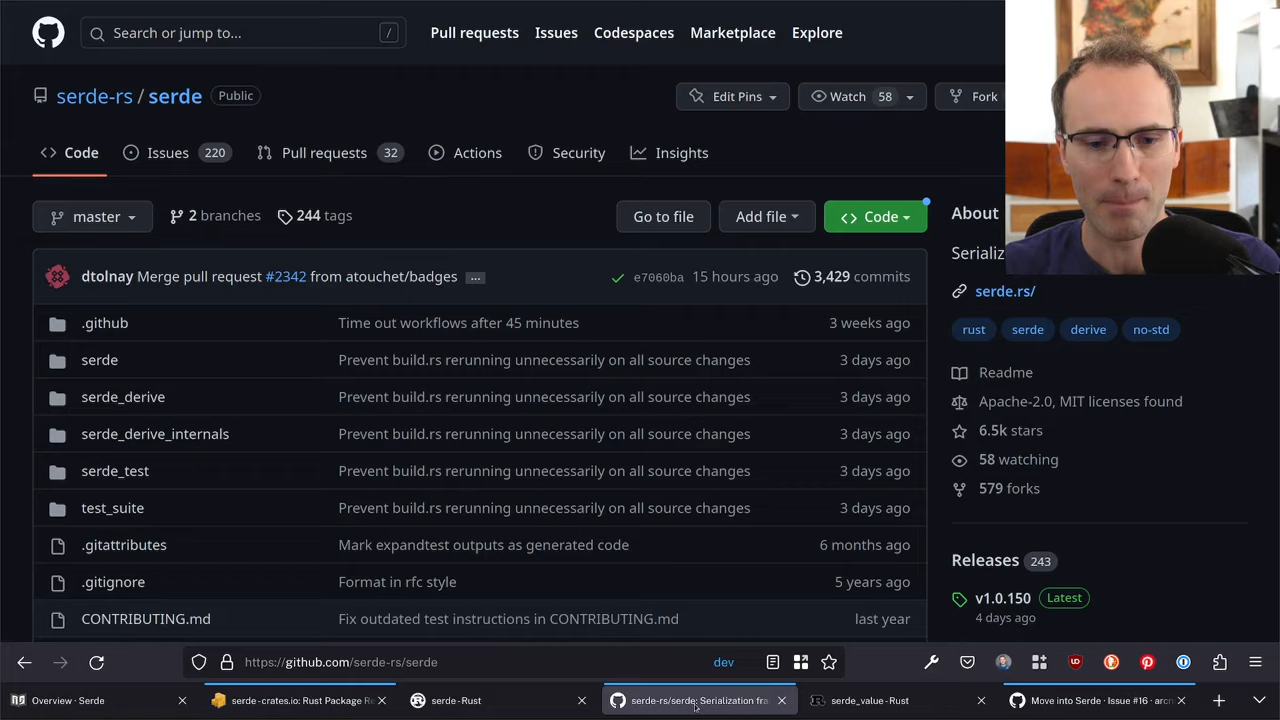 Search or jump to...
/
Pull requests
Issues
Codespaces
Marketplace
Explore
serde-rs / serde
Public
Edit Pins
Watch 58
Fork
Code
Issues 220
Pull requests 32
Actions
Security
Insights
master
2 branches
244 tags
Go to file
Add file
Code
About
dtolnay Merge pull request #2342 from atouchet/badges ...
e7060ba 15 hours ago
3,429 commits
serde.rs/
rust
serde
derive
no-std
.github Time out workflows after 45 minutes 3 weeks ago
serde Prevent build.rs rerunning unnecessarily on all source changes 3 days ago
serde_derive Prevent build.rs rerunning unnecessarily on all source changes 3 days ago
serde_derive_internals Prevent build.rs rerunning unnecessarily on all source changes 3 days ago
serde_test Prevent build.rs rerunning unnecessarily on all source changes 3 days ago
test_suite Prevent build.rs rerunning unnecessarily on all source changes 3 days ago
.gitattributes Mark expandtest outputs as generated code 6 months ago
.gitignore Format in rfc style 5 years ago
CONTRIBUTING.md Fix outdated test instructions in CONTRIBUTING.md last year
Readme
Apache-2.0, MIT licenses found
6.5k stars
58 watching
579 forks
Releases 243
v1.0.150 Latest
4 days ago
https://github.com/serde-rs/serde
dev
Overview · Serde
serde - crates.io: Rust Package Re
serde - Rust
serde-rs/serde: Serialization fra
serde_value - Rust
Move into Serde · Issue #16 · arcn